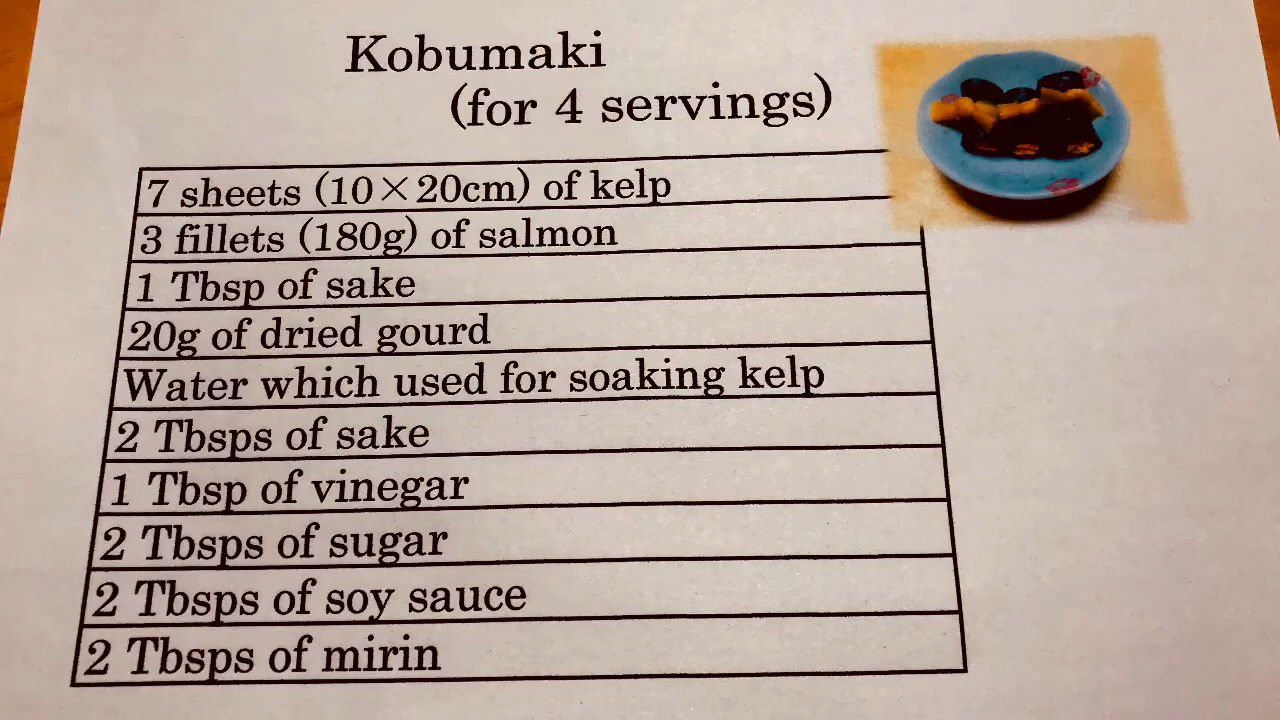 Kobumaki
(for 4 servings)
7 sheets (10×20cm) of kelp
3 fillets (180g) of salmon
1 Tbsp of sake
20g of dried gourd
Water which used for soaking kelp
2 Tbsps of sake
1 Tbsp of vinegar
2 Tbsps of sugar
2 Tbsps of soy sauce
2 Tbsps of mirin